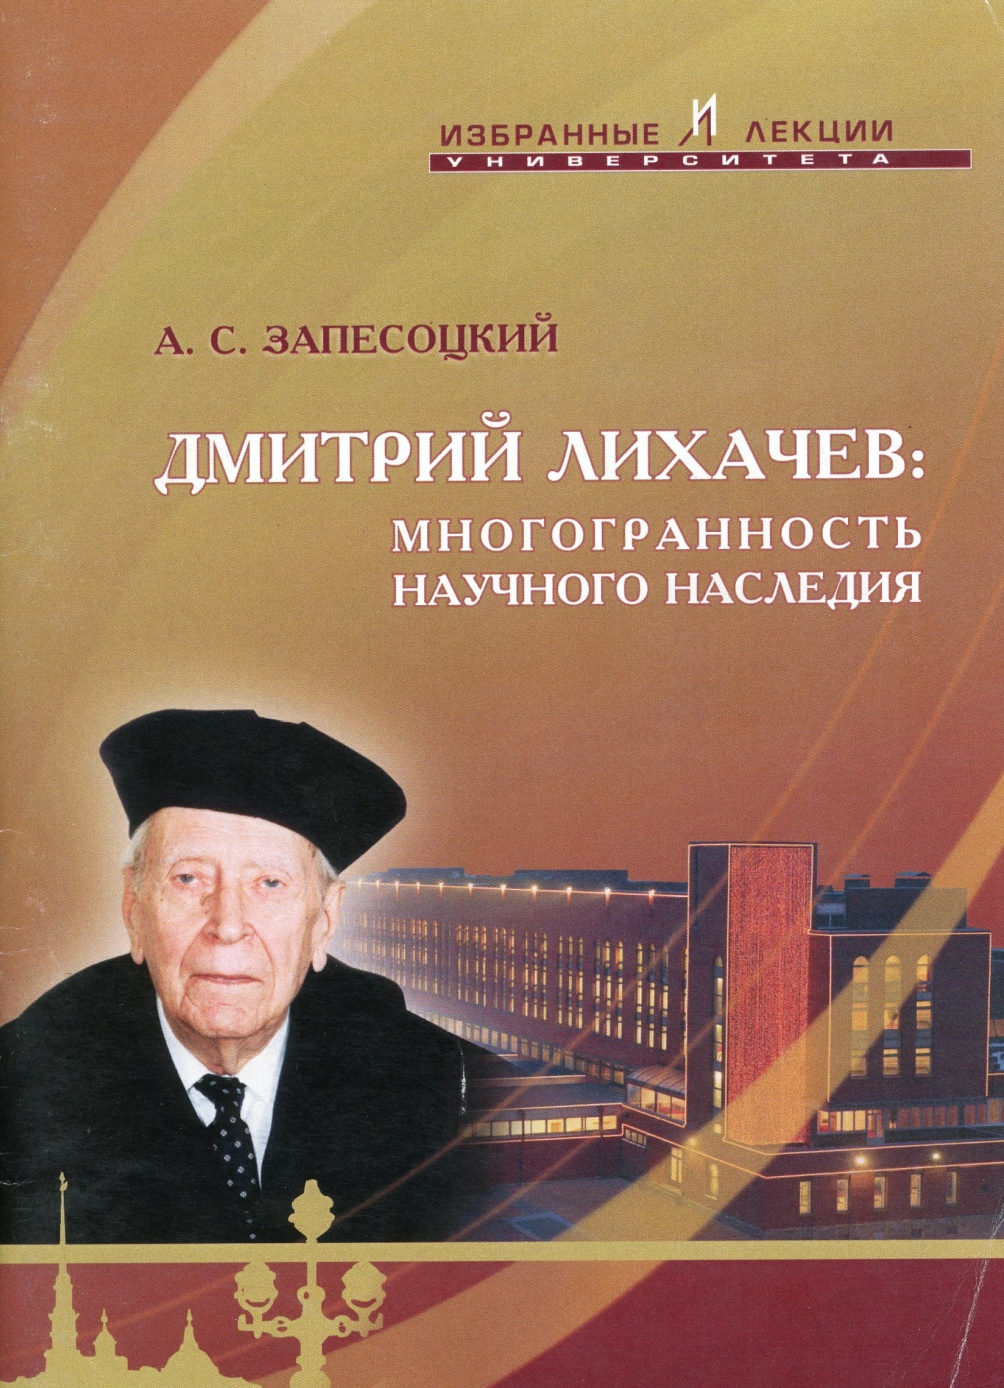 ИЗБРАННЫЕ И ЛЕКЦИИ
УНИВЕРСИТЕТА
А. С. ЗАПЕСОЦКИЙ
ДМИТРИЙ ЛИХАЧЕВ:
МНОГОГРАННОСТЬ
НАУЧНОГО НАСЛЕДИЯ